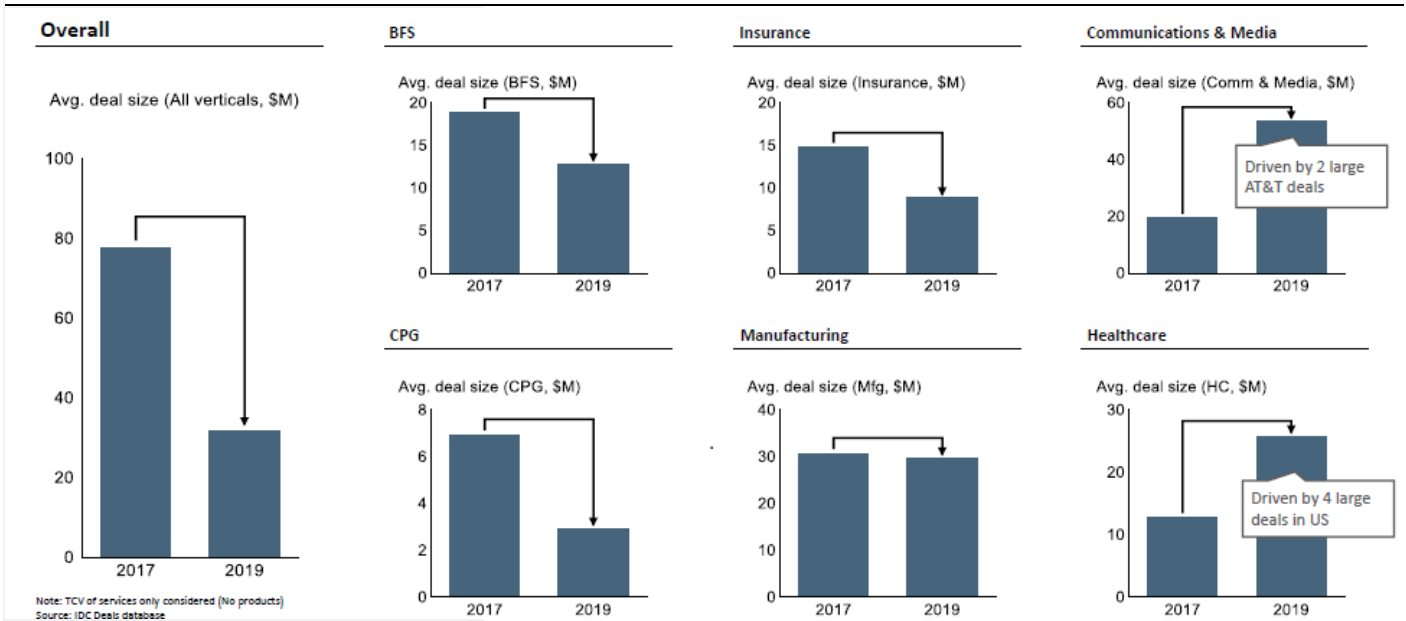 Overall
Avg. deal size (All verticals, $M)
100
80
60
40
20
0
2017
2019
Note: TCV of services only considered (No products)
Source: IDC Deals database
BFS
Avg. deal size (BFS, $M)
20
15
10
5
0
2017
2019
Insurance
Avg. deal size (Insurance, $M)
20
15
10
5
0
2017
2019
Communications & Media
Avg. deal size (Comm & Media, $M)
60
40
20
0
Driven by 2 large
AT&T deals
2017
2019
CPG
Avg. deal size (CPG, $M)
8
6
4
2
0
2017
2019
Manufacturing
Avg. deal size (Mfg, $M)
40
30
20
10
0
2017
2019
Healthcare
Avg. deal size (HC, $M)
30
20
10
0
Driven by 4 large
deals in US
2017
2019